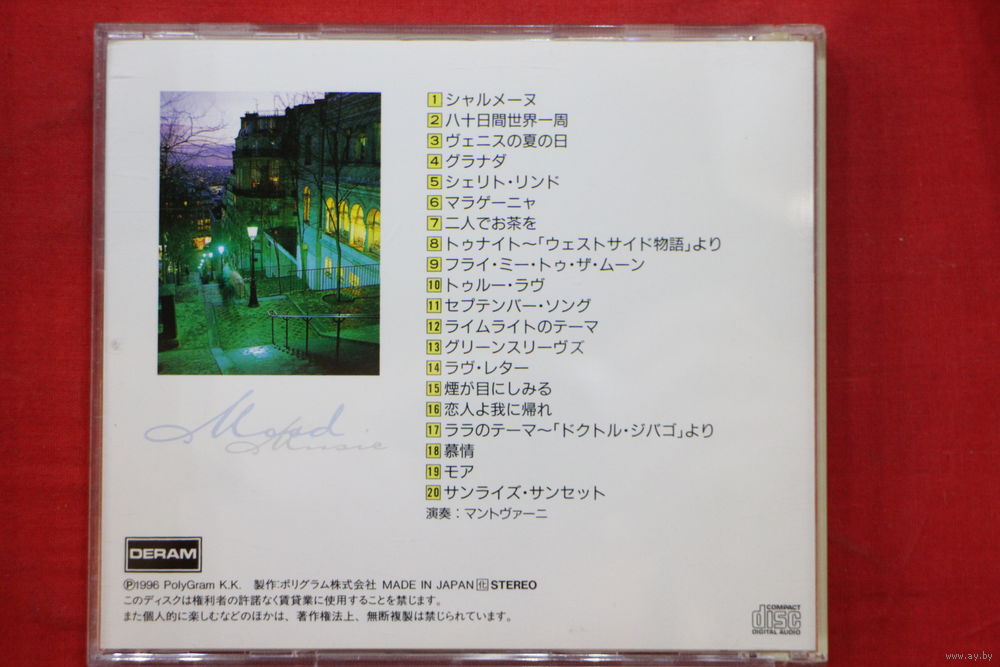 1 シャルメーヌ
2 八十日間世界一周
3 ヴェニスの夏の日
4 グラナダ
5 シェリト・リンド
6 マラゲーニャ
7 二人でお茶を
8 トゥナイト〜「ウェストサイド物語」より
9 フライ・ミー・トゥ・ザ・ムーン
10 トゥルー・ラヴ
11 セプテンバー・ソング
12 ライムライトのテーマ
13 グリーンスリーヴズ
14 ラヴ・レター
15 煙が目にしみる
16 恋人よ我に帰れ
17 ララのテーマ〜「ドクトル・ジバゴ」より
18 慕情
19 モア
20 サンライズ・サンセット
演奏：マントヴァーニ
Mood
Music
DERAM
Ⓟ1996 PolyGram K.K. 製作:ポリグラム株式会社 MADE IN JAPAN 化 STEREO
このディスクは権利者の許諾なく賃貸業に使用することを禁じます。
また個人的に楽しむなどのほかは、著作権法上、無断複製は禁じられています。
COMPACT
disc
DIGITAL AUDIO
www.ay.by